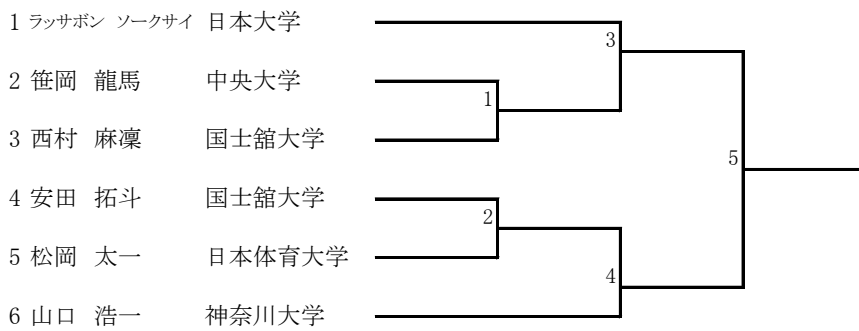 1 ラッサボン ソークサイ 日本大学
3
2 笹岡 龍馬 中央大学
1
3 西村 麻凜 国士舘大学
5
4 安田 拓斗 国士舘大学
2
5 松岡 太一 日本体育大学
4
6 山口 浩一 神奈川大学